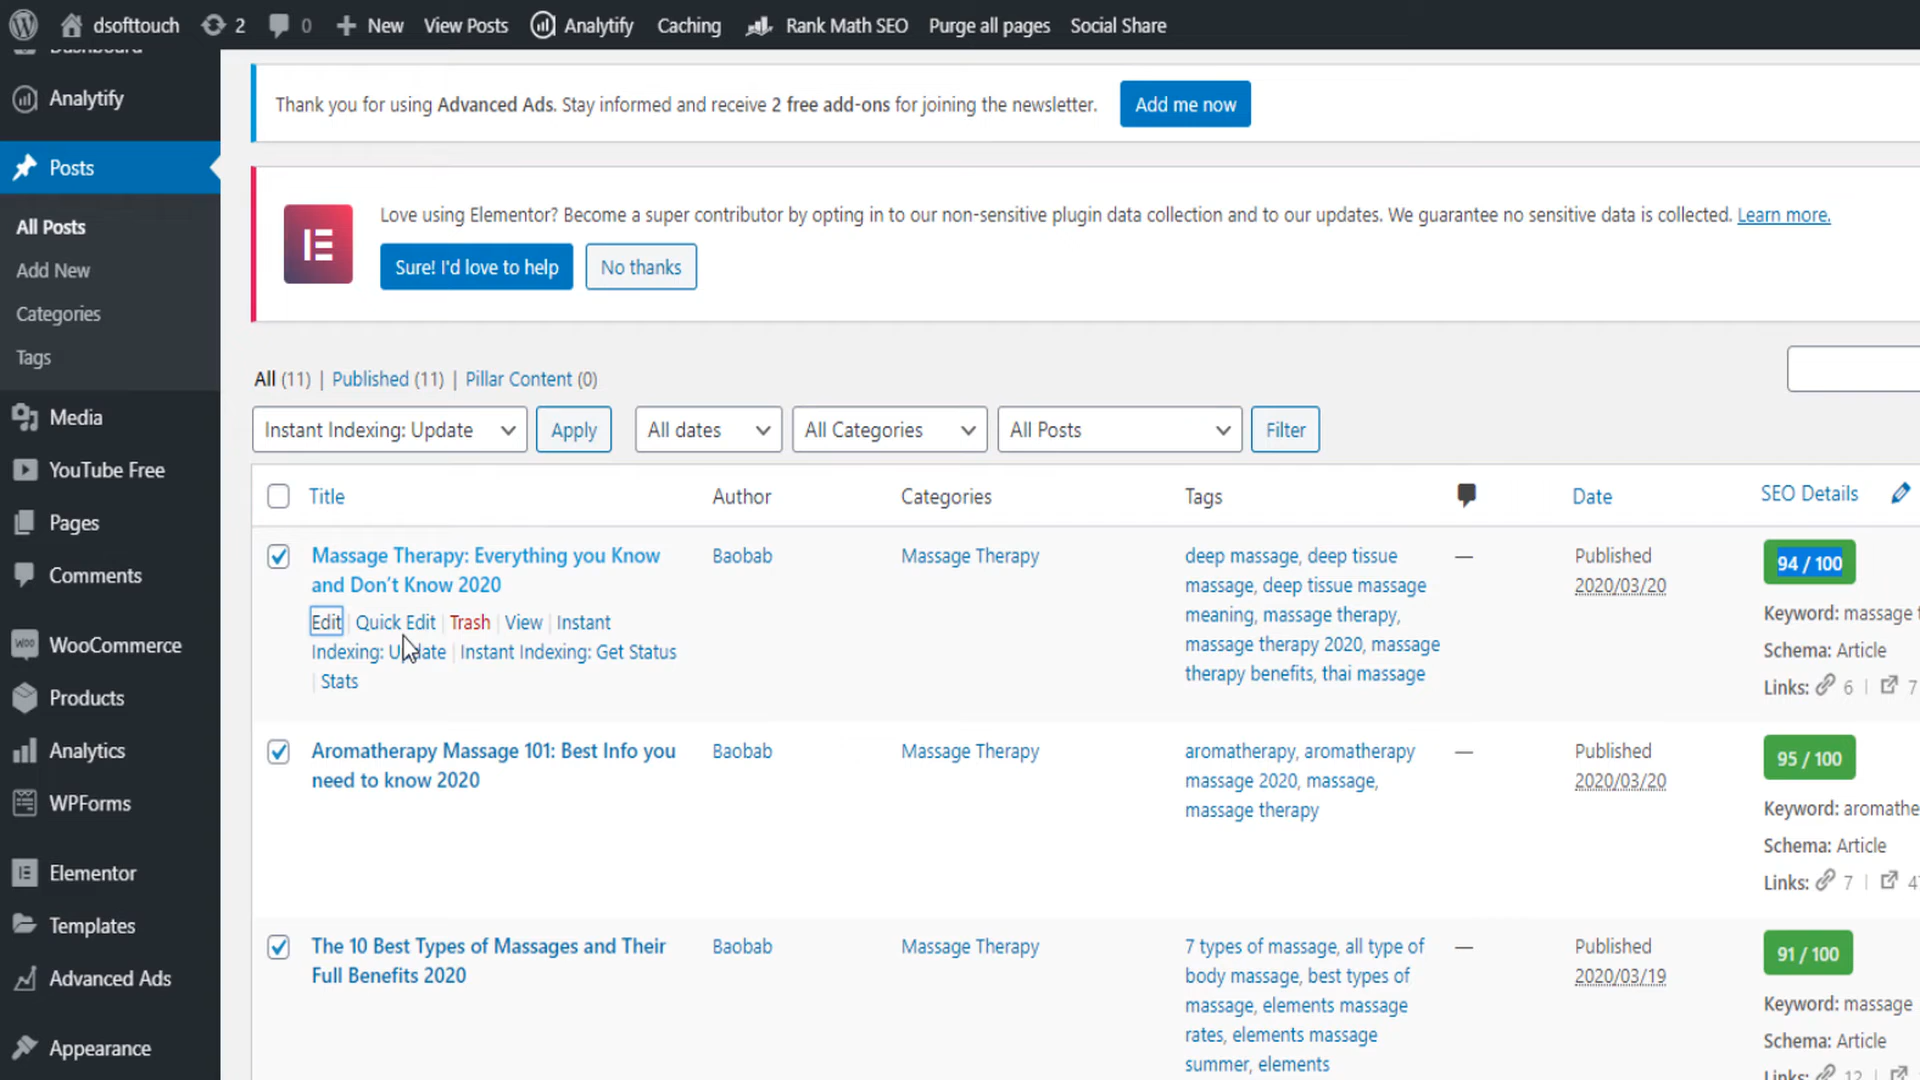 dsofttouch 2 0 New View Posts Analytify Caching Rank Math SEO Purge all pages Social Share
Dashboard
Analytify
Posts
All Posts
Add New
Categories
Tags
Media
YouTube Free
Pages
Comments
WooCommerce
Products
Analytics
WPForms
Elementor
Templates
Advanced Ads
Appearance
Thank you for using Advanced Ads. Stay informed and receive 2 free add-ons for joining the newsletter. Add me now
Love using Elementor? Become a super contributor by opting in to our non-sensitive plugin data collection and to our updates. We guarantee no sensitive data is collected. Learn more.
Sure! I'd love to help No thanks
All (11) | Published (11) | Pillar Content (0)
Instant Indexing: Update Apply All dates All Categories All Posts Filter
Title Author Categories Tags Date SEO Details
Massage Therapy: Everything you Know
and Don't Know 2020
Edit | Quick Edit | Trash | View | Instant
Indexing: Update | Instant Indexing: Get Status
| Stats
Baobab
Massage Therapy
deep massage, deep tissue
massage, deep tissue massage
meaning, massage therapy,
massage therapy 2020, massage
therapy benefits, thai massage
—
Published
2020/03/20
94 / 100
Keyword: massage t
Schema: Article
Links: 6 | 7
Aromatherapy Massage 101: Best Info you
need to know 2020
Baobab
Massage Therapy
aromatherapy, aromatherapy
massage 2020, massage,
massage therapy
—
Published
2020/03/20
95 / 100
Keyword: aromathe
Schema: Article
Links: 7 | 4
The 10 Best Types of Massages and Their
Full Benefits 2020
Baobab
Massage Therapy
7 types of massage, all type of
body massage, best types of
massage, elements massage
rates, elements massage
summer, elements
—
Published
2020/03/19
91 / 100
Keyword: massage
Schema: Article
Links: 12 |